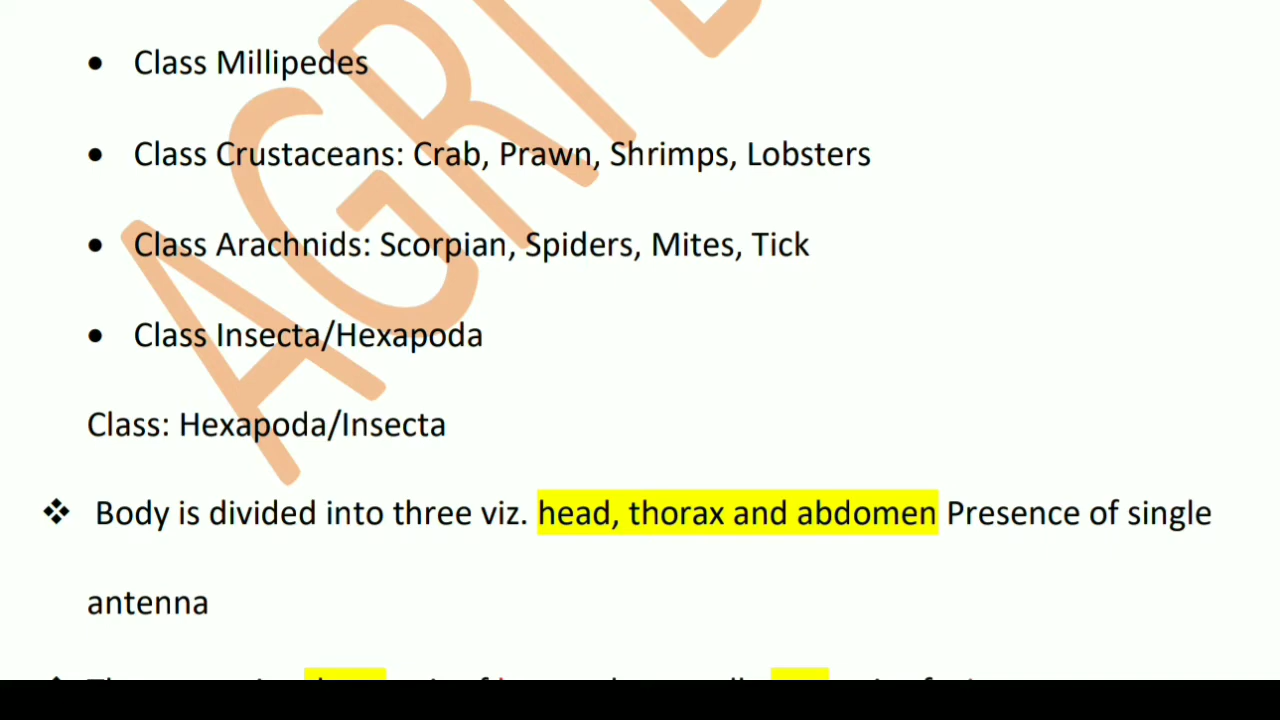 • Class Millipedes
• Class Crustaceans: Crab, Prawn, Shrimps, Lobsters
• Class Arachnids: Scorpian, Spiders, Mites, Tick
• Class Insecta/Hexapoda
Class: Hexapoda/Insecta
❖ Body is divided into three viz. head, thorax and abdomen Presence of single
antenna
AGRI